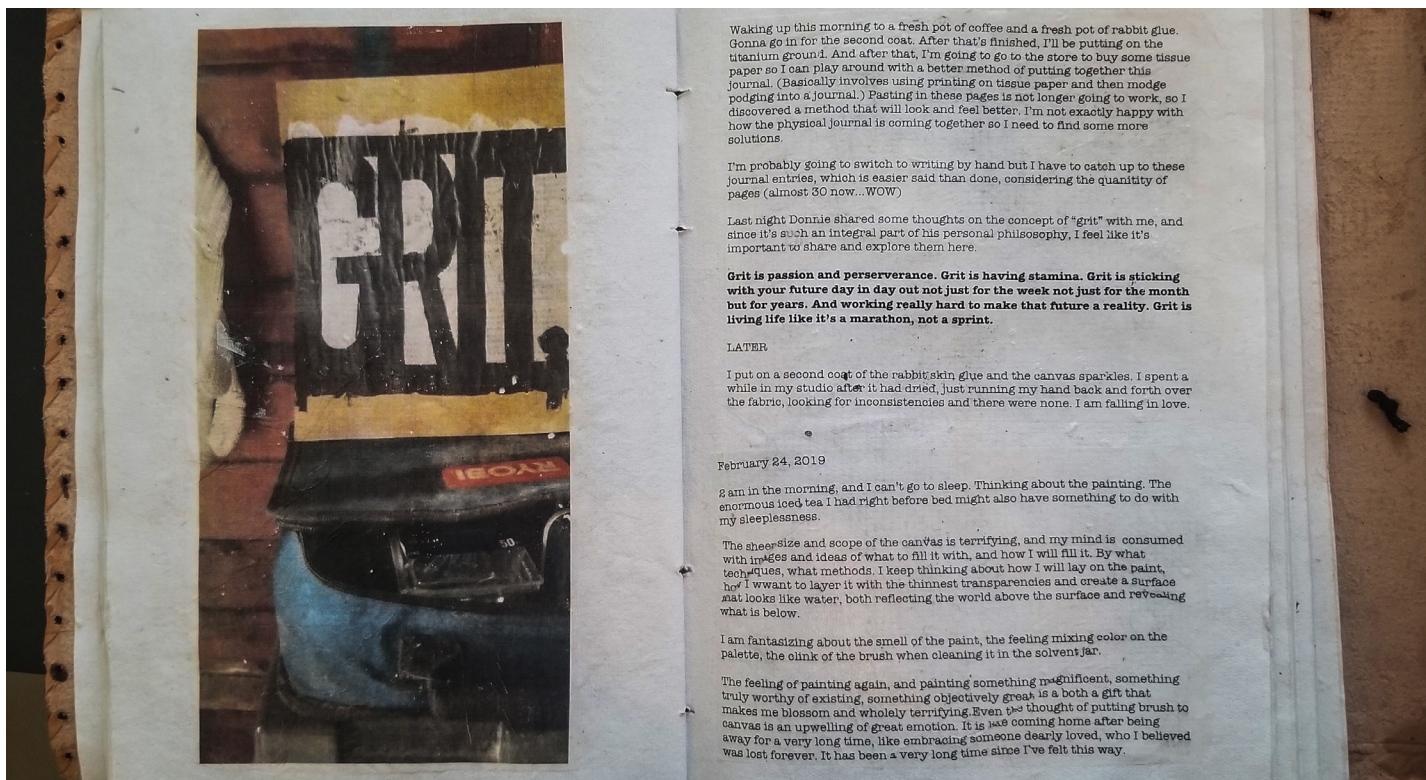 GRIT.
RYOBI
50
Waking up this morning to a fresh pot of coffee and a fresh pot of rabbit glue.
Gonna go in for the second coat. After that's finished, I'll be putting on the
titanium ground. And after that, I'm going to go to the store to buy some tissue
paper so I can play around with a better method of putting together this
journal. (Basically involves using printing on tissue paper and then modge
podging into a journal.) Pasting in these pages is not longer going to work, so I
discovered a method that will look and feel better. I'm not exactly happy with
how the physical journal is coming together so I need to find some more
solutions.
I'm probably going to switch to writing by hand but I have to catch up to these
journal entries, which is easier said than done, considering the quanitity of
pages (almost 30 now...WOW)
Last night Donnie shared some thoughts on the concept of "grit" with me, and
since it's such an integral part of his personal philsosophy, I feel like it's
important to share and explore them here.
Grit is passion and perserverance. Grit is having stamina. Grit is sticking
with your future day in day out not just for the week not just for the month
but for years. And working really hard to make that future a reality. Grit is
living life like it's a marathon, not a sprint.
LATER
I put on a second coat of the rabbit skin glue and the canvas sparkles. I spent a
while in my studio after it had dried, just running my hand back and forth over
the fabric, looking for inconsistencies and there were none. I am falling in love.
February 24, 2019
2 am in the morning, and I can't go to sleep. Thinking about the painting. The
enormous iced tea I had right before bed might also have something to do with
my sleeplessness.
The sheer size and scope of the canvas is terrifying, and my mind is consumed
with images and ideas of what to fill it with, and how I will fill it. By what
techniques, what methods. I keep thinking about how I will lay on the paint,
how I wwant to layer it with the thinnest transparencies and create a surface
that looks like water, both reflecting the world above the surface and revealing
what is below.
I am fantasizing about the smell of the paint, the feeling mixing color on the
palette, the clink of the brush when cleaning it in the solvent jar.
The feeling of painting again, and painting something magnificent, something
truly worthy of existing, something objectively great is a both a gift that
makes me blossom and wholely terrifying.Even the thought of putting brush to
canvas is an upwelling of great emotion. It is like coming home after being
away for a very long time, like embracing someone dearly loved, who I believed
was lost forever. It has been a very long time since I've felt this way.